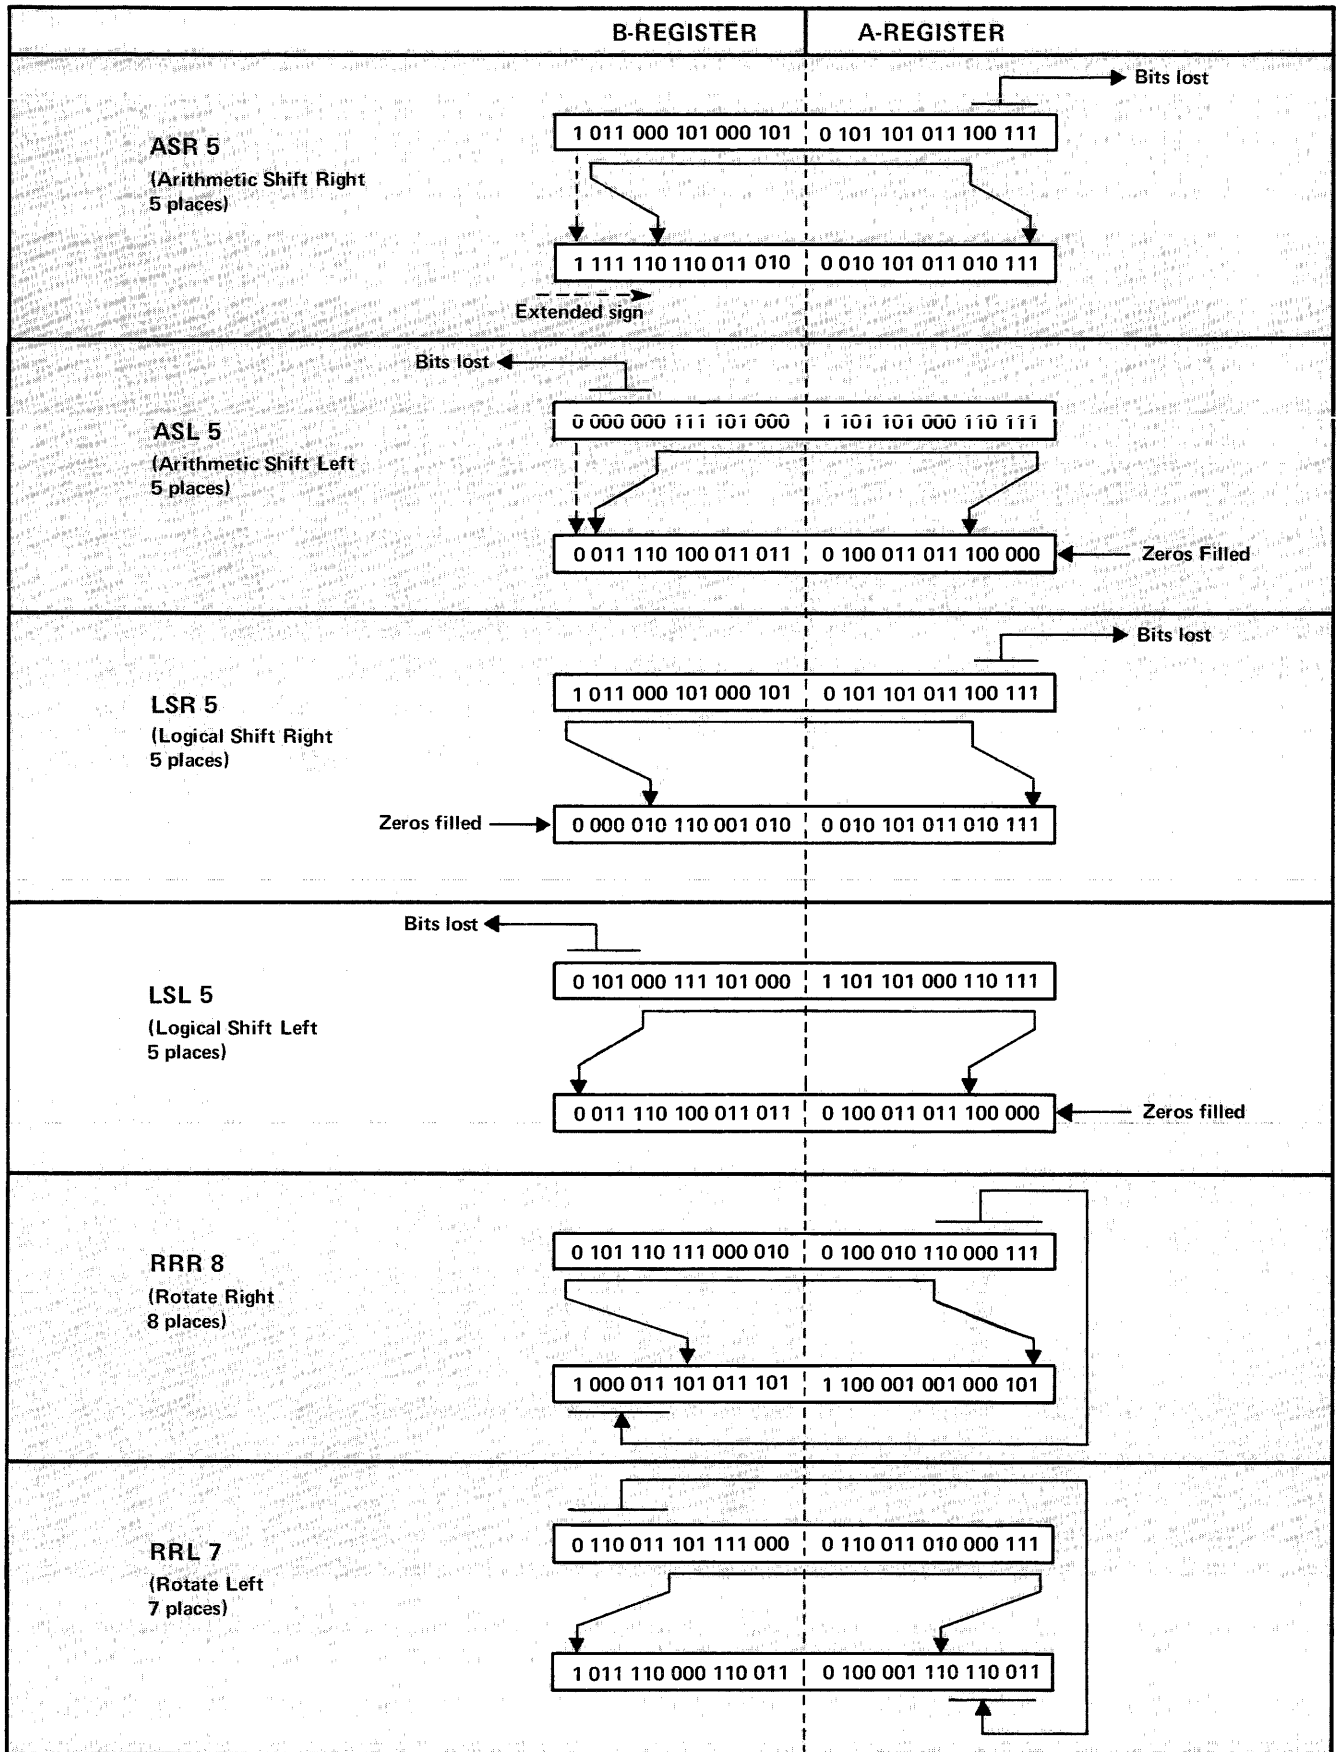 B-REGISTER A-REGISTER
Bits lost
1 011 000 101 000 101 0 101 101 011 100 111
ASR 5
(Arithmetic Shift Right
5 places)
1 111 110 110 011 010 0 010 101 011 010 111
Extended sign
Bits lost
0 000 000 111 101 000 1 101 101 000 110 111
ASL 5
(Arithmetic Shift Left
5 places)
0 011 110 100 011 011 0 100 011 011 100 000 Zeros Filled
Bits lost
1 011 000 101 000 101 0 101 101 011 100 111
LSR 5
(Logical Shift Right
5 places)
Zeros filled 0 000 010 110 001 010 0 010 101 011 010 111
Bits lost
0 101 000 111 101 000 1 101 101 000 110 111
LSL 5
(Logical Shift Left
5 places)
0 011 110 100 011 011 0 100 011 011 100 000 Zeros filled
0 101 110 111 000 010 0 100 010 110 000 111
RRR 8
(Rotate Right
8 places)
1 000 011 101 011 101 1 100 001 001 000 101
0 110 011 101 111 000 0 110 011 010 000 111
RRL 7
(Rotate Left
7 places)
1 011 110 000 110 011 0 100 001 110 110 011